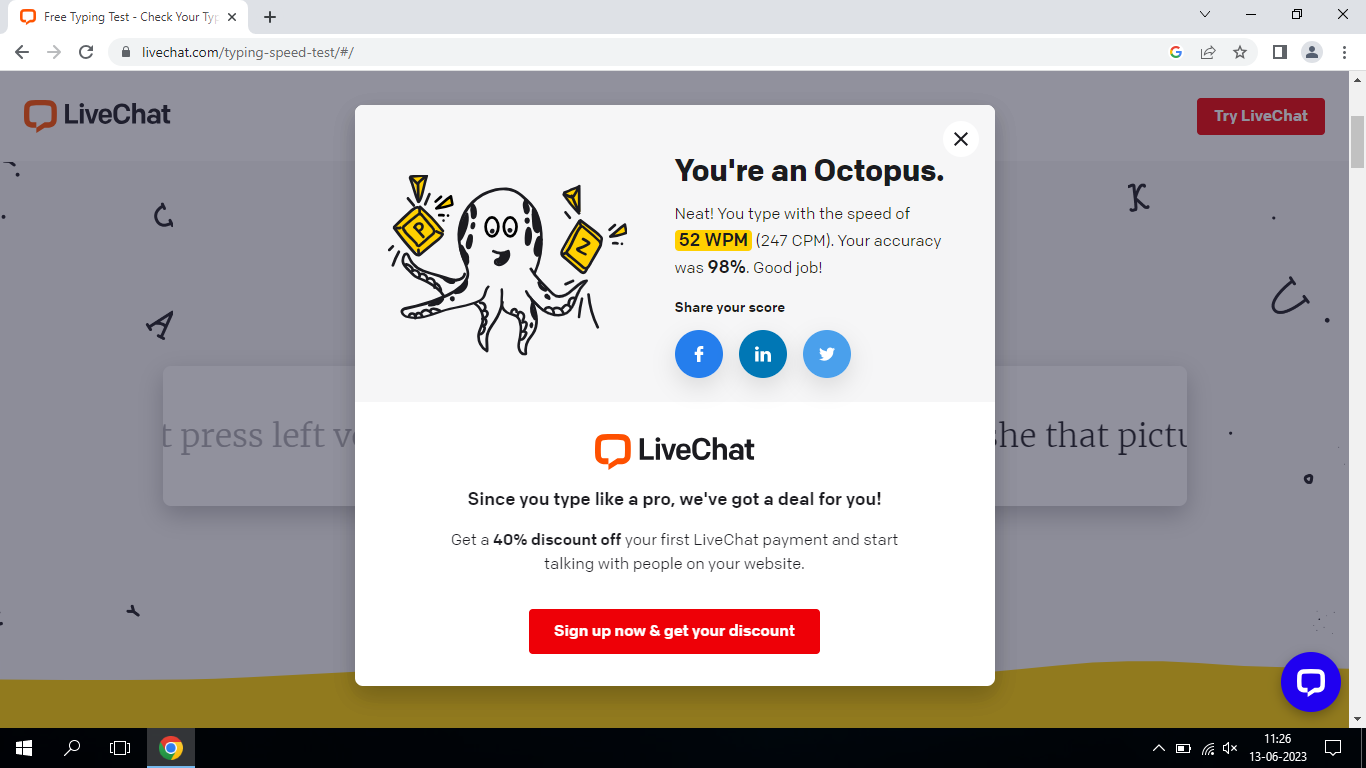 Free Typing Test - Check Your Typ
livechat.com/typing-speed-test/#/
LiveChat
Try LiveChat
C
K
A
U
P
Z
You're an Octopus.
Neat! You type with the speed of
52 WPM (247 CPM). Your accuracy
was 98%. Good job!
Share your score
f
in
t press left v
she that pictu
LiveChat
Since you type like a pro, we've got a deal for you!
Get a 40% discount off your first LiveChat payment and start
talking with people on your website.
Sign up now & get your discount
11:26
13-06-2023